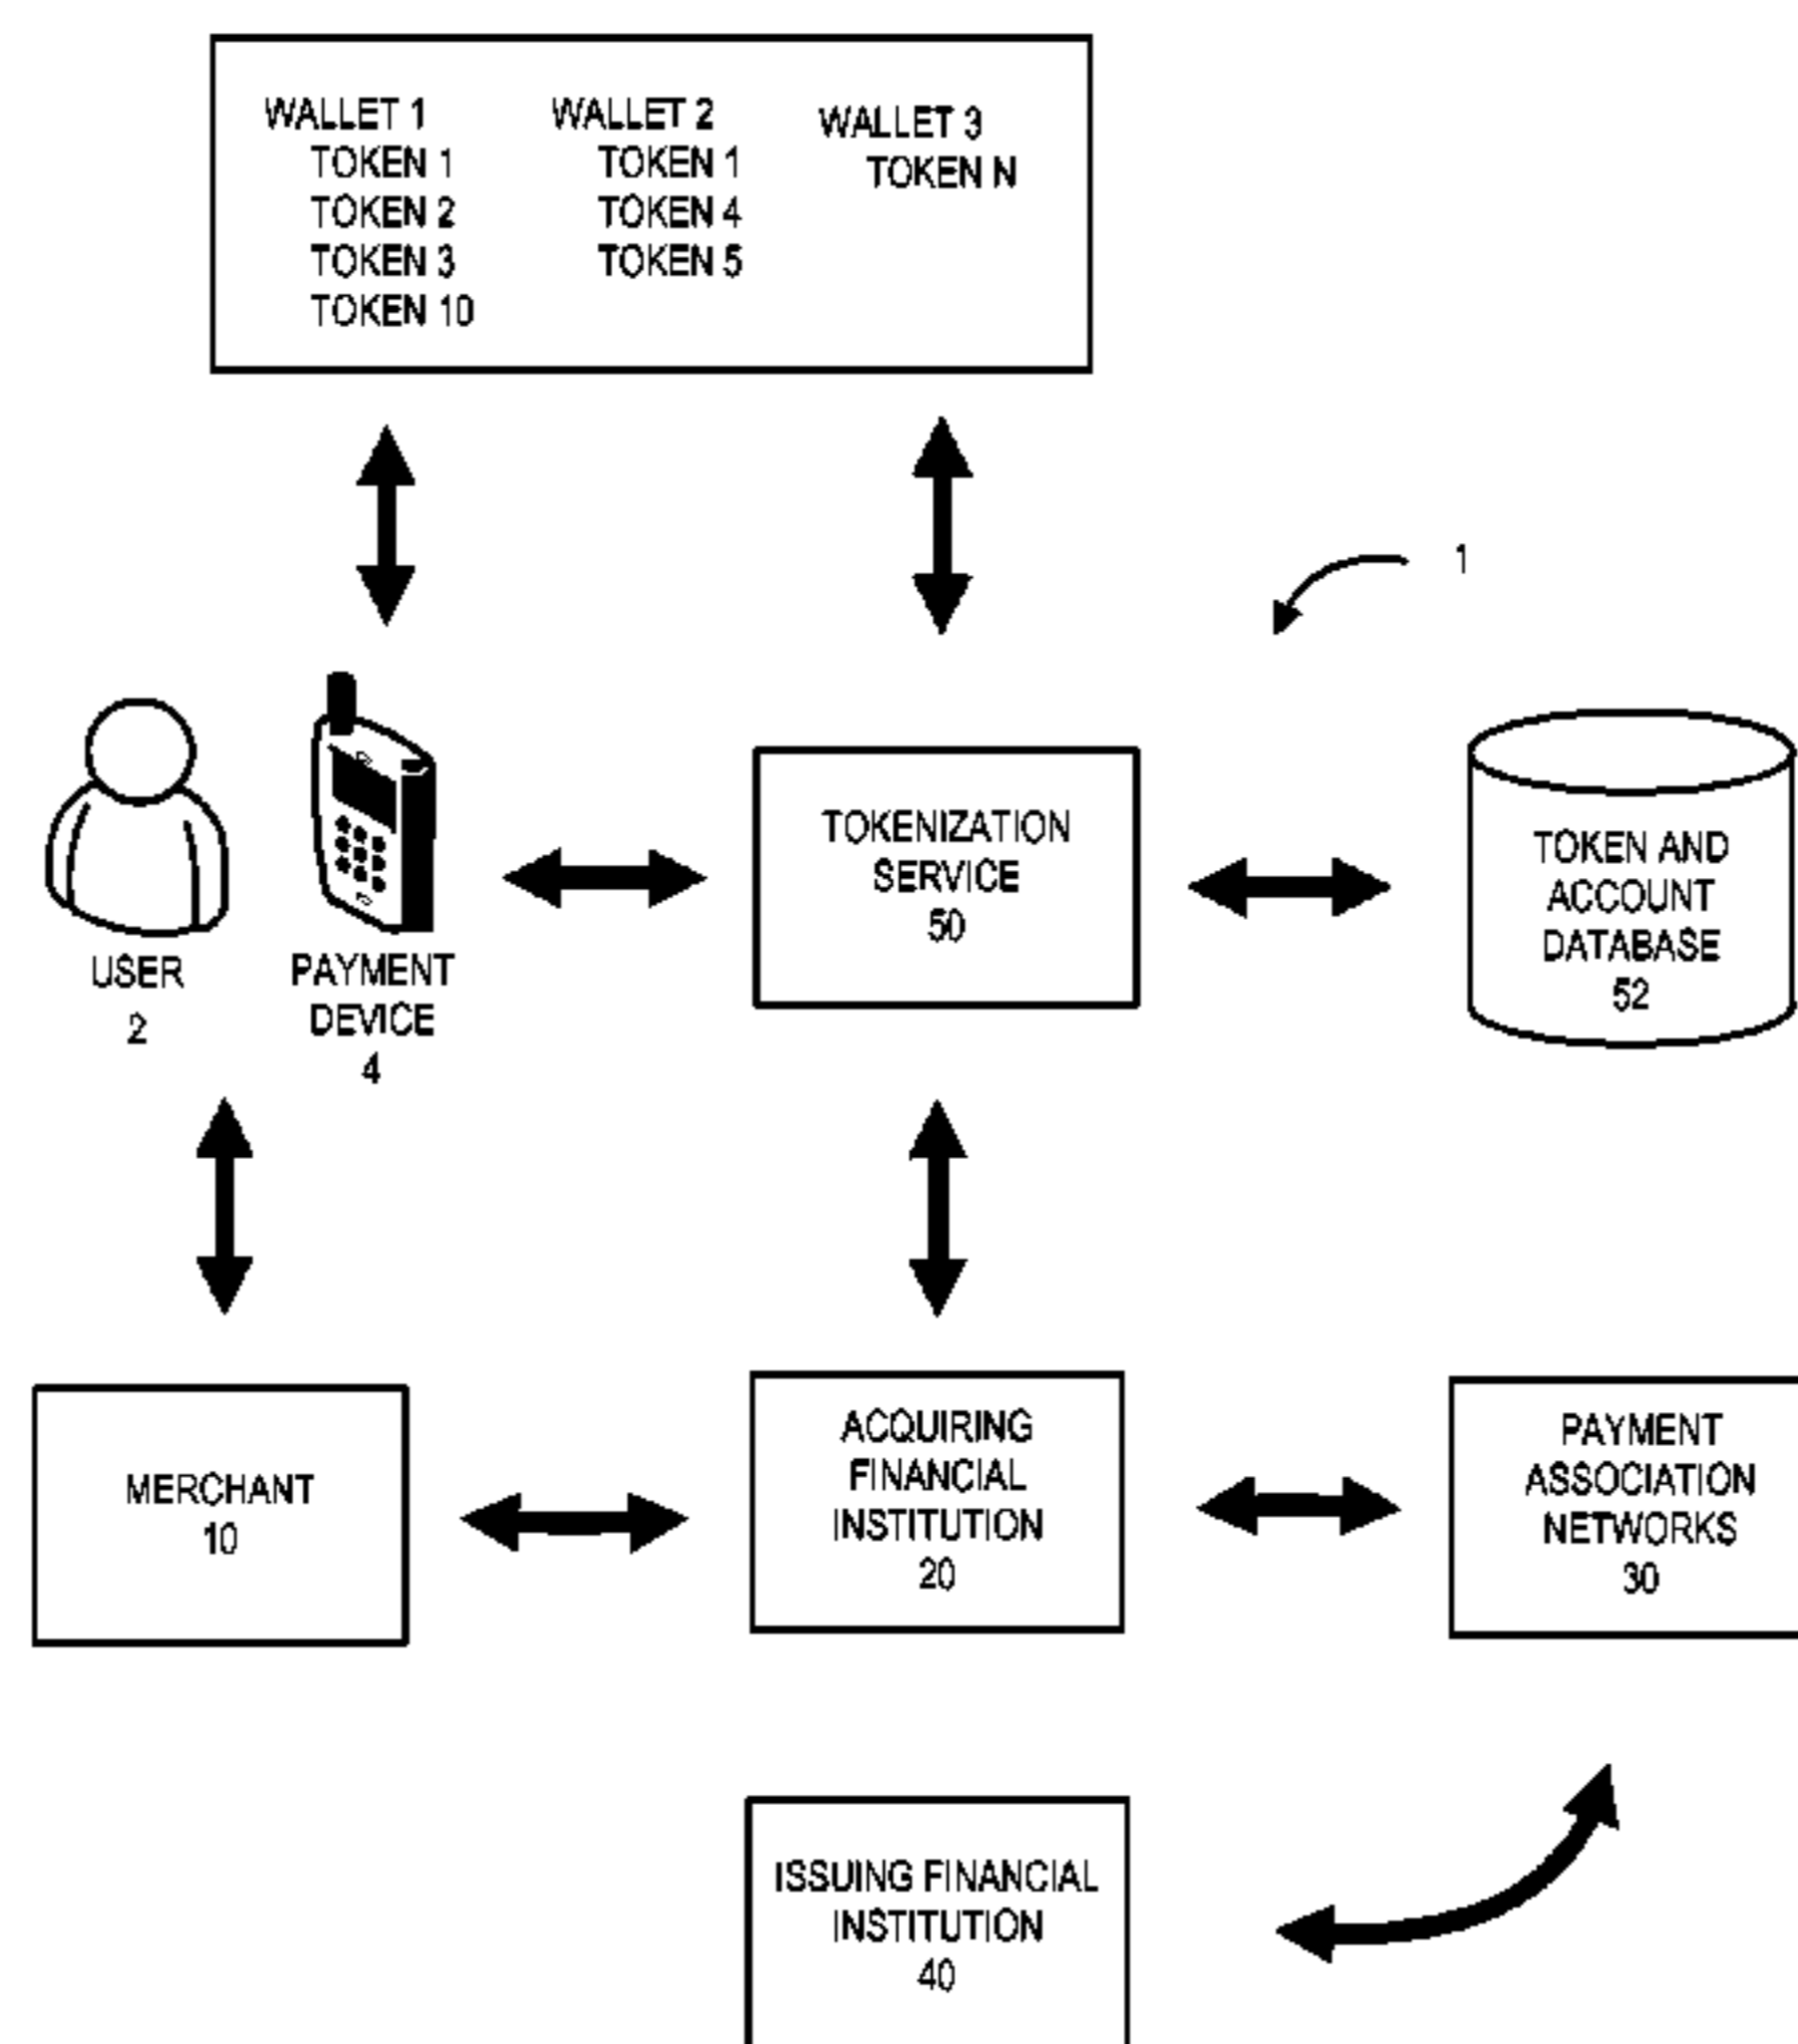 WALLET 1
TOKEN 1
TOKEN 2
TOKEN 3
TOKEN 10
WALLET 2
TOKEN 1
TOKEN 4
TOKEN 5
WALLET 3
TOKEN N
1
USER
2
PAYMENT
DEVICE
4
TOKENIZATION
SERVICE
50
TOKEN AND
ACCOUNT
DATABASE
52
MERCHANT
10
ACQUIRING
FINANCIAL
INSTITUTION
20
PAYMENT
ASSOCIATION
NETWORKS
30
ISSUING FINANCIAL
INSTITUTION
40